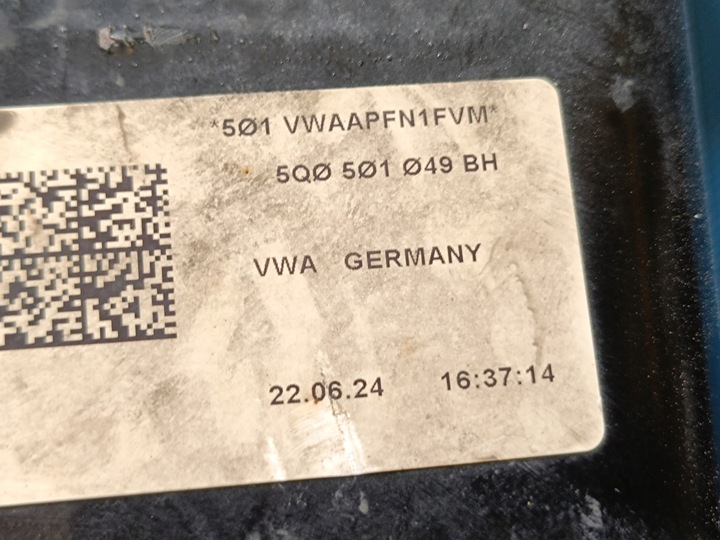 *5Ø1 VWAAPFN1FVM*
5QØ 5Ø1 Ø49 BH
VWA GERMANY
22.06.24 16:37:14